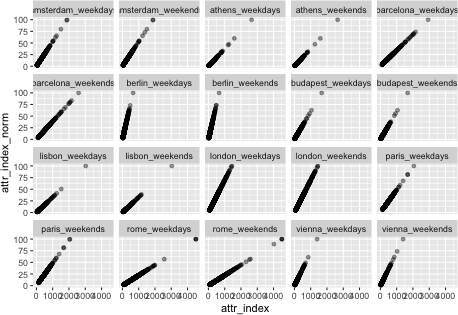 amsterdam_weekdays
amsterdam_weekends
athens_weekdays
athens_weekends
barcelona_weekdays
100
75
50
25
0
barcelona_weekends
berlin_weekdays
berlin_weekends
budapest_weekdays
budapest_weekends
100
75
50
25
0
lisbon_weekdays
lisbon_weekends
london_weekdays
london_weekends
paris_weekdays
100
75
50
25
0
paris_weekends
rome_weekdays
rome_weekends
vienna_weekdays
vienna_weekends
100
75
50
25
0
0 1000 2000 3000 4000 0 1000 2000 3000 4000 0 1000 2000 3000 4000 0 1000 2000 3000 4000 0 1000 2000 3000 4000
attr_index
attr_index_norm